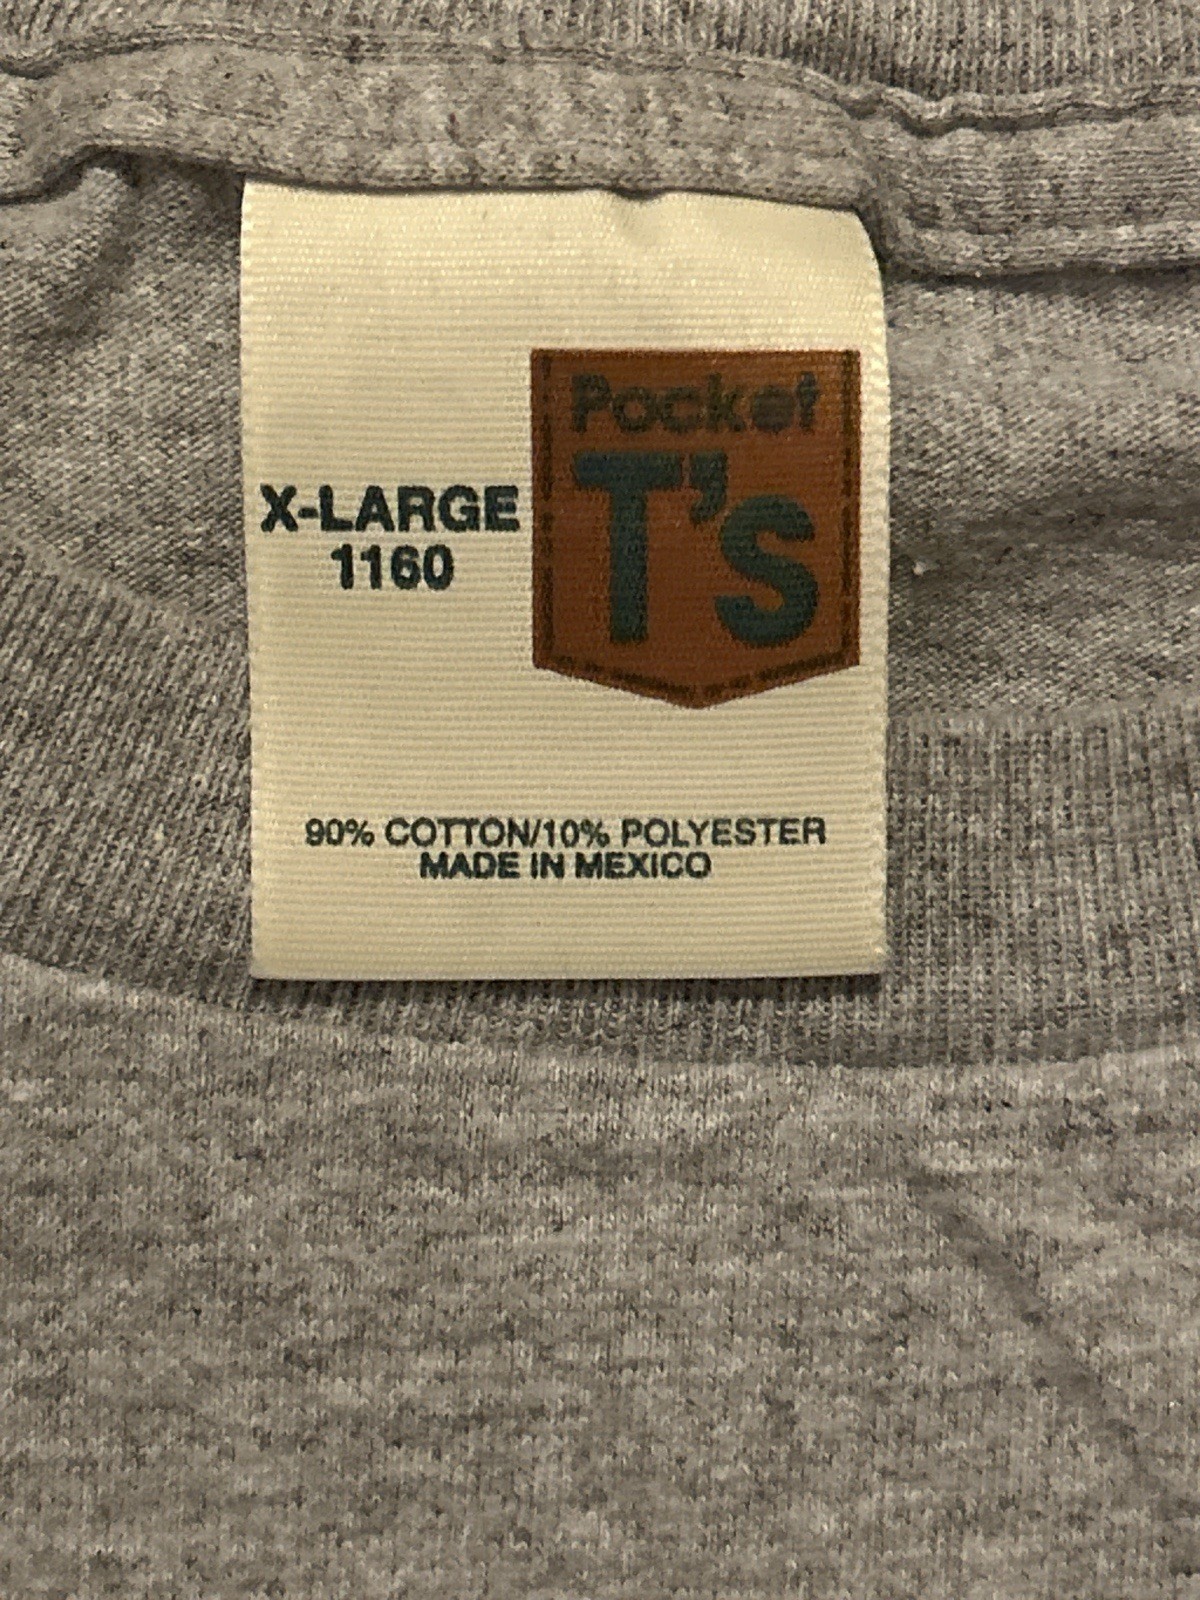 Pocket
T's
X-LARGE
1160
90% COTTON/10% POLYESTER
MADE IN MEXICO